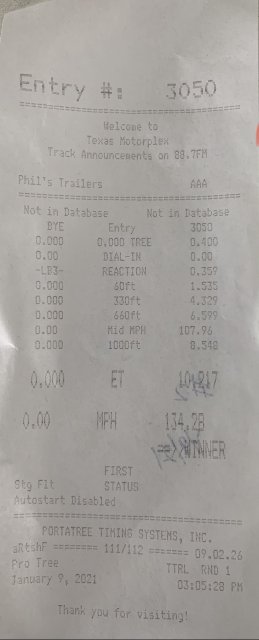 Entry #: 3050
Welcome to
Texas Motorplex
Track Announcements on 88.7FM
Phil's Trailers AAA
Not in Database Not in Database
BYE Entry 3050
0.000 0.000 TREE 0.400
0.00 DIAL-IN 0.00
-LR3- REACTION 0.359
0.000 60ft 1.535
0.000 330ft 4.329
0.000 660ft 6.599
0.00 Mid MPH 107.96
0.000 1000ft 8.548
0.000 ET
0.00 MPH 134.28
WINNER
FIRST
Stg Flt STATUS
Autostart Disabled
PORTATREE TIMING SYSTEMS, INC.
aRtshF ======== 111/112 ======= 09.02.26
Pro Tree TTRL RND 1
January 9, 2021 03:05:28 PM
Thank you for visiting!